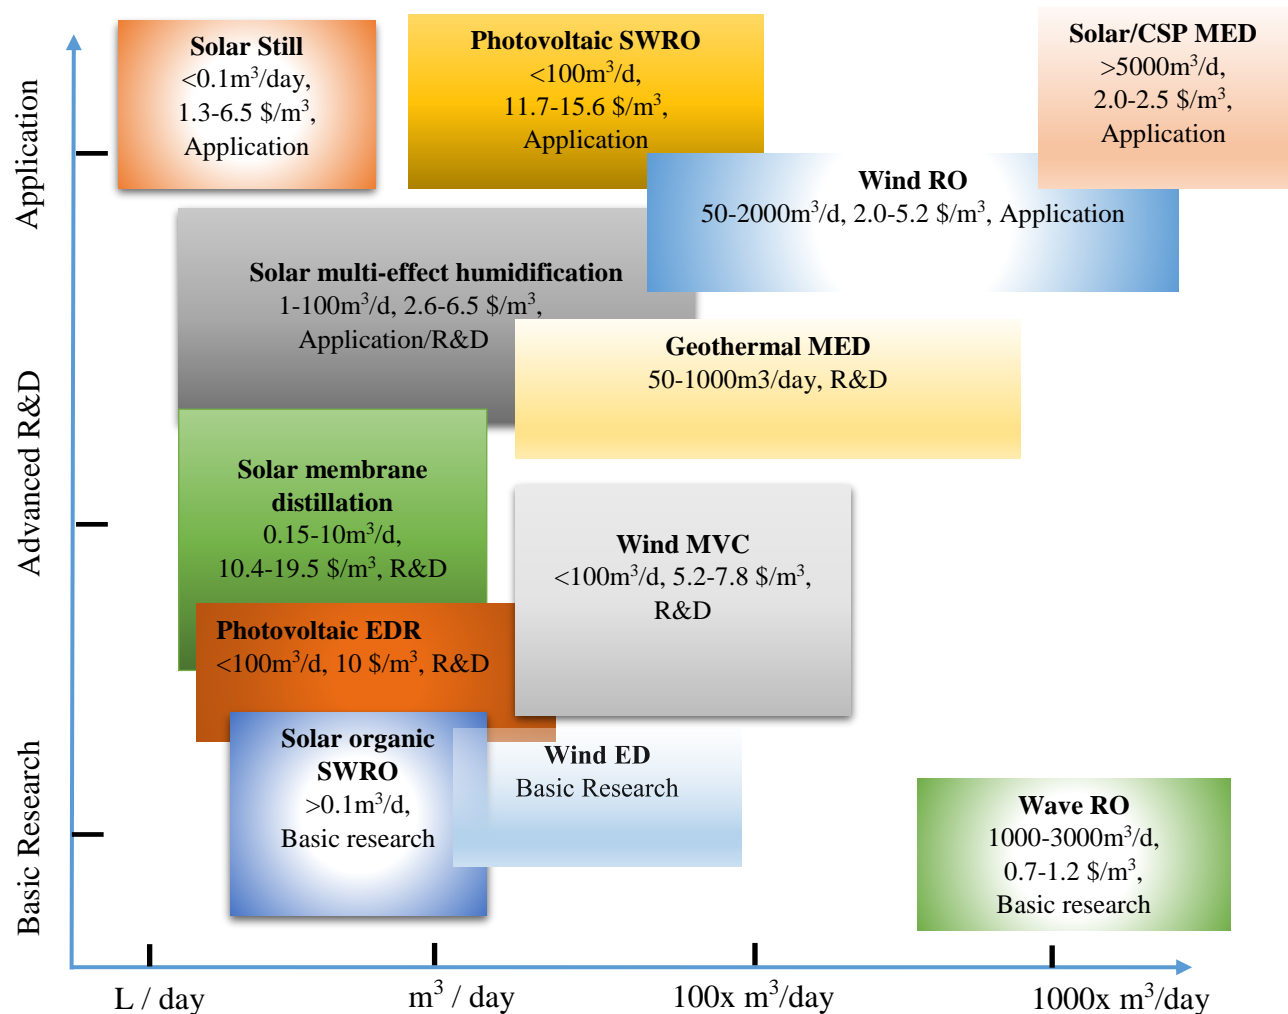 Solar Still
<0.1m³/day,
1.3-6.5 $/m³,
Application
Photovoltaic SWRO
<100m³/d,
11.7-15.6 $/m³,
Application
Solar/CSP MED
>5000m³/d,
2.0-2.5 $/m³,
Application
Wind RO
50-2000m³/d, 2.0-5.2 $/m³, Application
Solar multi-effect humidification
1-100m³/d, 2.6-6.5 $/m³,
Application/R&D
Geothermal MED
50-1000m3/day, R&D
Solar membrane
distillation
0.15-10m³/d,
10.4-19.5 $/m³, R&D
Wind MVC
<100m³/d, 5.2-7.8 $/m³,
R&D
Photovoltaic EDR
<100m³/d, 10 $/m³, R&D
Solar organic
SWRO
>0.1m³/d,
Basic research
Wind ED
Basic Research
Wave RO
1000-3000m³/d,
0.7-1.2 $/m³,
Basic research
Application
Advanced R&D
Basic Research
L / day
m³ / day
100x m³/day
1000x m³/day